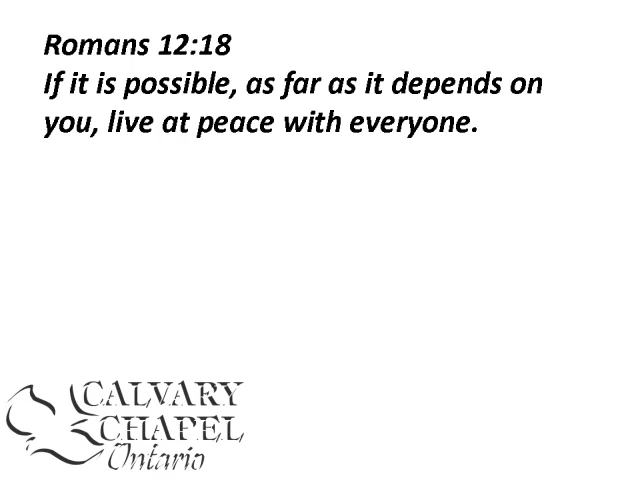 Romans 12:18
If it is possible, as far as it depends on
you, live at peace with everyone.
CALVARY
CHAPEL
Ontario